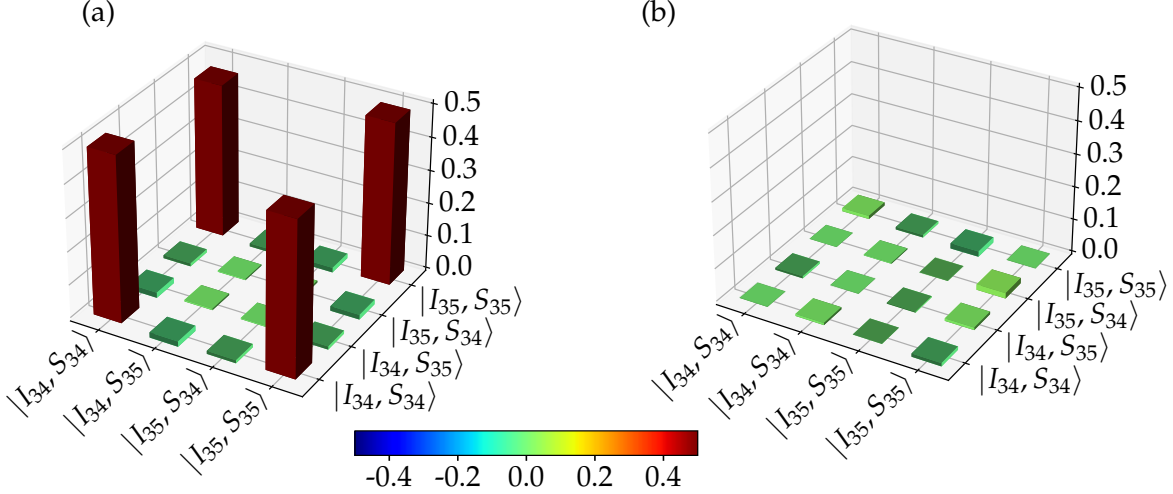 (a)
0.5
0.4
0.3
0.2
0.1
0.0
|I₃₅, S₃₅⟩
|I₃₅, S₃₄⟩
|I₃₄, S₃₅⟩
|I₃₄, S₃₄⟩
|I₃₄, S₃₄⟩
|I₃₄, S₃₅⟩
|I₃₅, S₃₄⟩
|I₃₅, S₃₅⟩
(b)
0.5
0.4
0.3
0.2
0.1
0.0
|I₃₅, S₃₅⟩
|I₃₅, S₃₄⟩
|I₃₄, S₃₅⟩
|I₃₄, S₃₄⟩
|I₃₄, S₃₄⟩
|I₃₄, S₃₄⟩
|I₃₅, S₃₅⟩
|I₃₅, S₃₅⟩
-0.4 -0.2 0.0 0.2 0.4